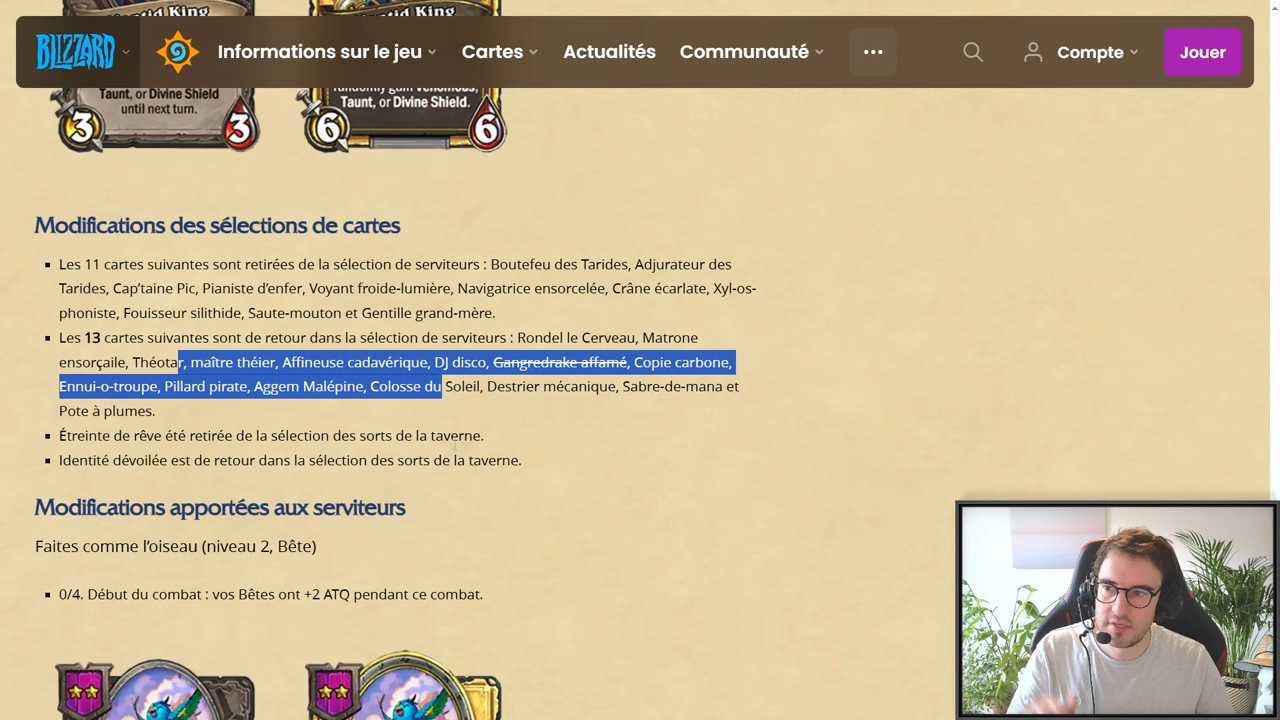 BLIZZARD
Informations sur le jeu
Cartes
Actualités
Communauté
Compte
Jouer
King
King
Taunt, or Divine Shield
until next turn.
3
3
randomly gain Venomous,
Taunt, or Divine Shield.
6
6
Modifications des sélections de cartes
Les 11 cartes suivantes sont retirées de la sélection de serviteurs : Boutefeu des Tarides, Adjurateur des
Tarides, Cap’taine Pic, Pianiste d’enfer, Voyant froide-lumière, Navigatrice ensorcelée, Crâne écarlate, Xyl-os-
phoniste, Fouisseur silithide, Saute-mouton et Gentille grand-mère.
Les 13 cartes suivantes sont de retour dans la sélection de serviteurs : Rondel le Cerveau, Matrone
ensorçaile, Théotar, maître théier, Affineuse cadavérique, DJ disco, Gangredrake affamé, Copie carbone,
Ennui-o-troupe, Pillard pirate, Aggem Malépine, Colosse du Soleil, Destrier mécanique, Sabre-de-mana et
Pote à plumes.
Étreinte de rêve été retirée de la sélection des sorts de la taverne.
Identité dévoilée est de retour dans la sélection des sorts de la taverne.
Modifications apportées aux serviteurs
Faites comme l’oiseau (niveau 2, Bête)
0/4. Début du combat : vos Bêtes ont +2 ATQ pendant ce combat.